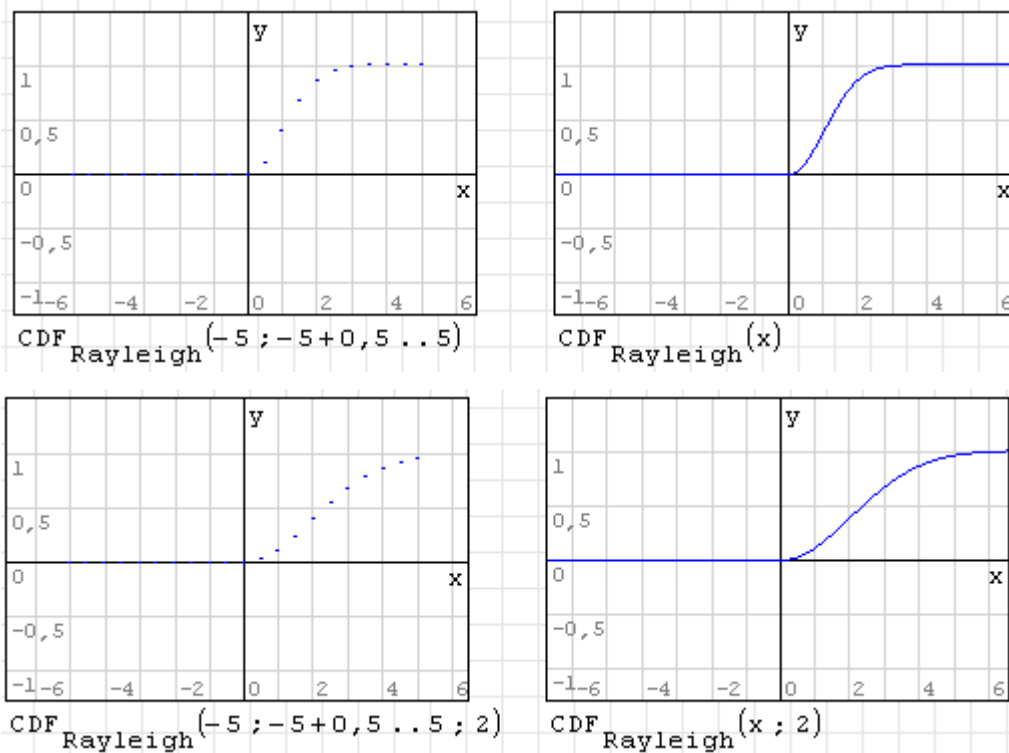 y
1
0,5
0
x
-0,5
-1 -6 -4 -2 0 2 4 6
CDF Rayleigh (-5 ; -5+0,5 .. 5)
y
1
0,5
0
x
-0,5
-1 -6 -4 -2 0 2 4 6
CDF Rayleigh (x)
y
1
0,5
0
x
-0,5
-1 -6 -4 -2 0 2 4 6
CDF Rayleigh (-5 ; -5+0,5 .. 5 ; 2)
y
1
0,5
0
x
-0,5
-1 -6 -4 -2 0 2 4 6
CDF Rayleigh (x ; 2)